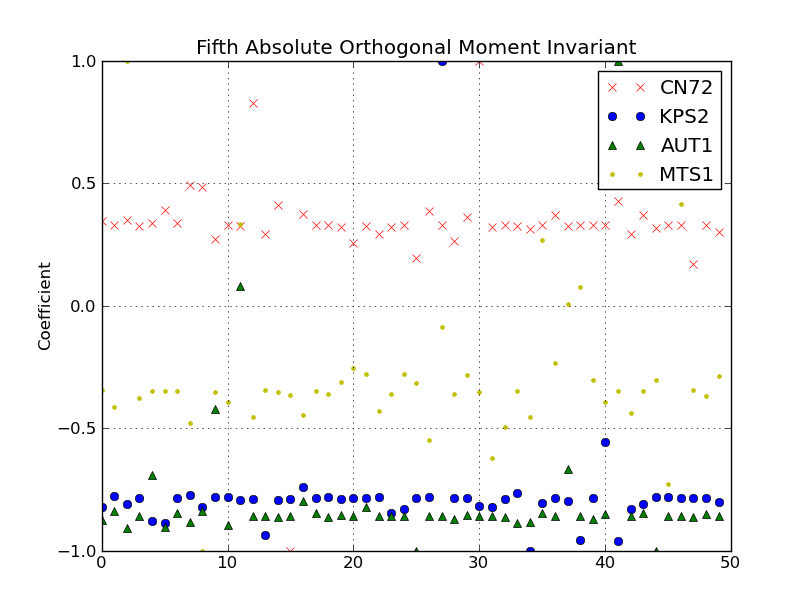 Fifth Absolute Orthogonal Moment Invariant
1.0
CN72
KPS2
AUT1
MTS1
0.5
Coefficient
0.0
−0.5
−1.0
0 10 20 30 40 50